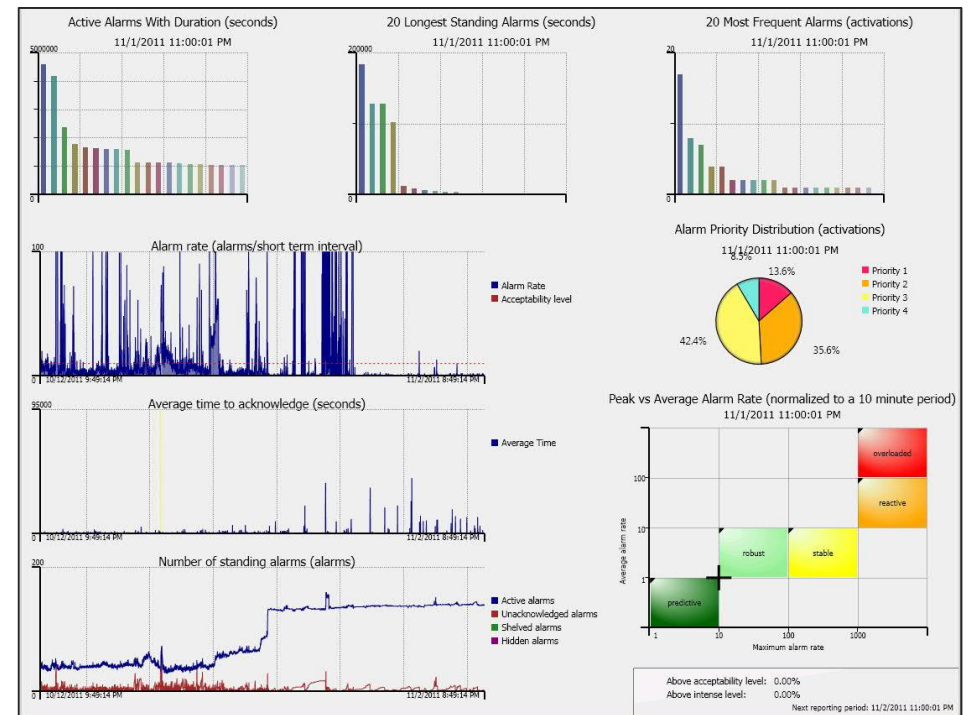 Active Alarms With Duration (seconds)
11/1/2011 11:00:01 PM
5000000
0
20 Longest Standing Alarms (seconds)
11/1/2011 11:00:01 PM
200000
0
20 Most Frequent Alarms (activations)
11/1/2011 11:00:01 PM
20
0
Alarm rate (alarms/short term interval)
100
0
10/12/2011 9:49:14 PM
11/2/2011 8:49:14 PM
Alarm Rate
Acceptability level
Alarm Priority Distribution (activations)
11/1/2011 11:00:01 PM
8.5%
13.6%
42.4%
35.6%
Priority 1
Priority 2
Priority 3
Priority 4
Average time to acknowledge (seconds)
95000
0
10/12/2011 9:49:14 PM
11/2/2011 8:49:14 PM
Average Time
Peak vs Average Alarm Rate (normalized to a 10 minute period)
11/1/2011 11:00:01 PM
Average alarm rate
100
10
1
overloaded
reactive
robust
stable
predictive
1
10
100
1000
Maximum alarm rate
Number of standing alarms (alarms)
200
0
10/12/2011 9:49:14 PM
11/2/2011 8:49:14 PM
Active alarms
Unacknowledged alarms
Shelved alarms
Hidden alarms
Above acceptability level: 0.00%
Above intense level: 0.00%
Next reporting period: 11/2/2011 11:00:01 PM